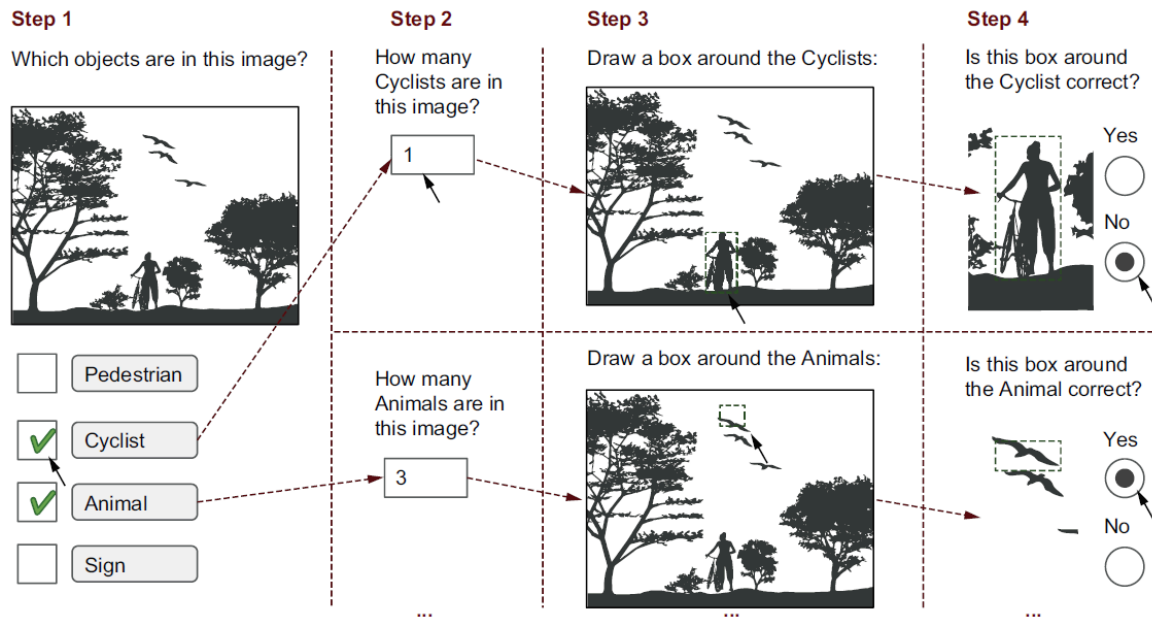 Step 1
Which objects are in this image?
Pedestrian
Cyclist
Animal
Sign
Step 2
How many
Cyclists are in
this image?
1
How many
Animals are in
this image?
3
...
Step 3
Draw a box around the Cyclists:
Draw a box around the Animals:
...
Step 4
Is this box around
the Cyclist correct?
Yes
No
Is this box around
the Animal correct?
Yes
No
...